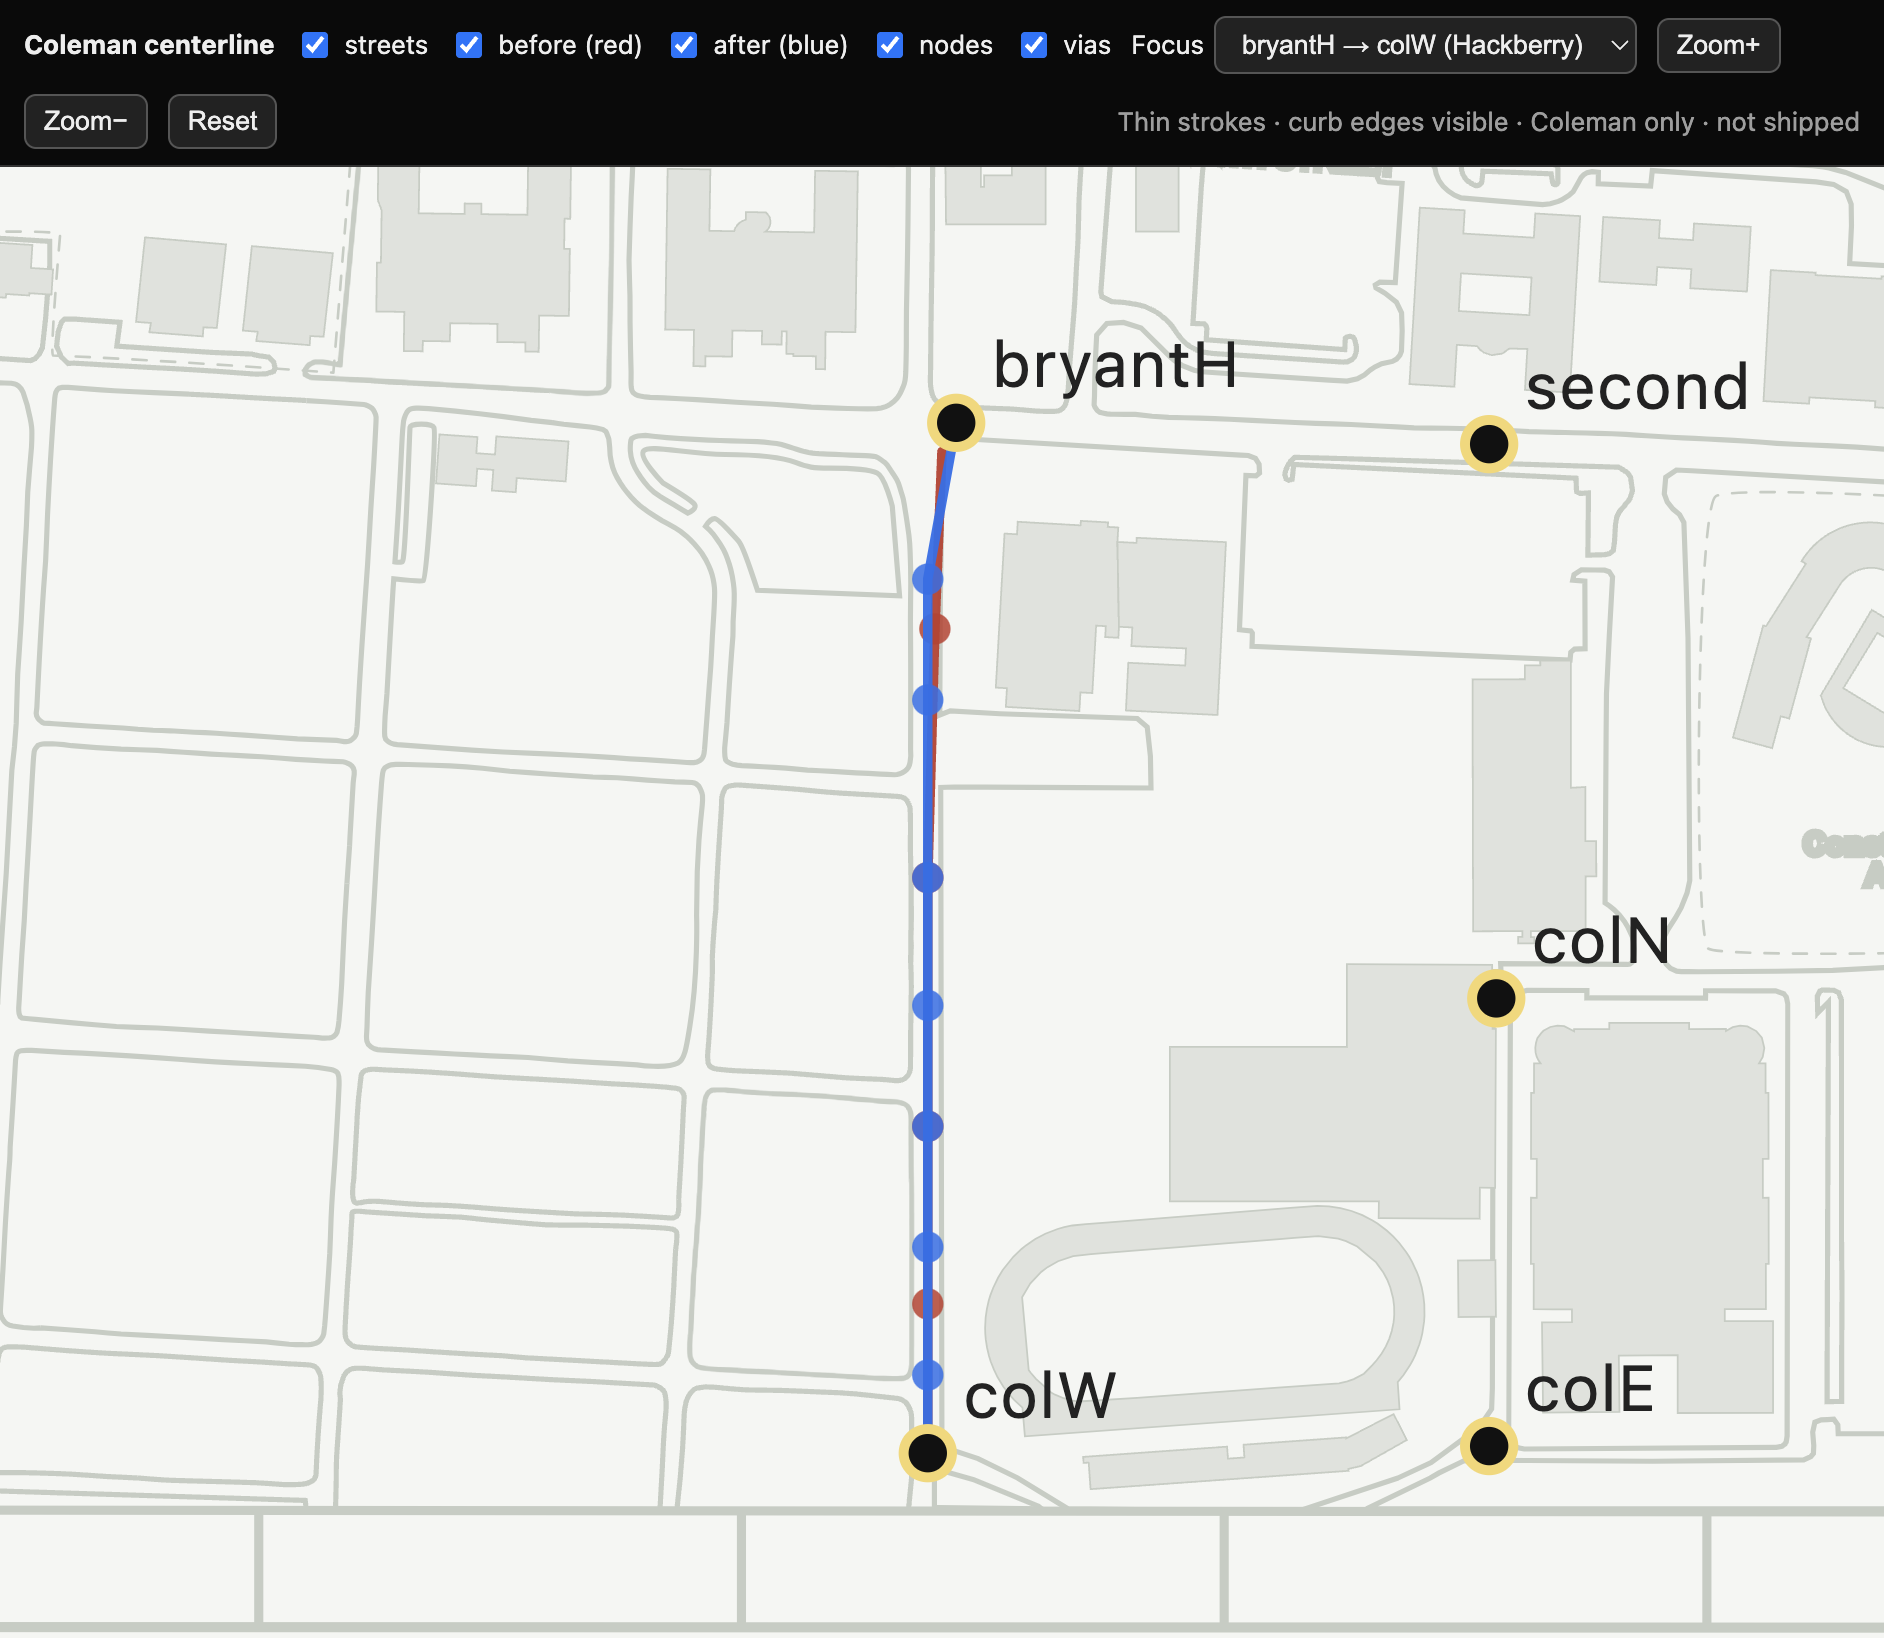 Coleman centerline streets before (red) after (blue) nodes vias Focus bryantH → colW (Hackberry) Zoom+
Zoom− Reset Thin strokes · curb edges visible · Coleman only · not shipped
bryantH
second
colN
colW
colE